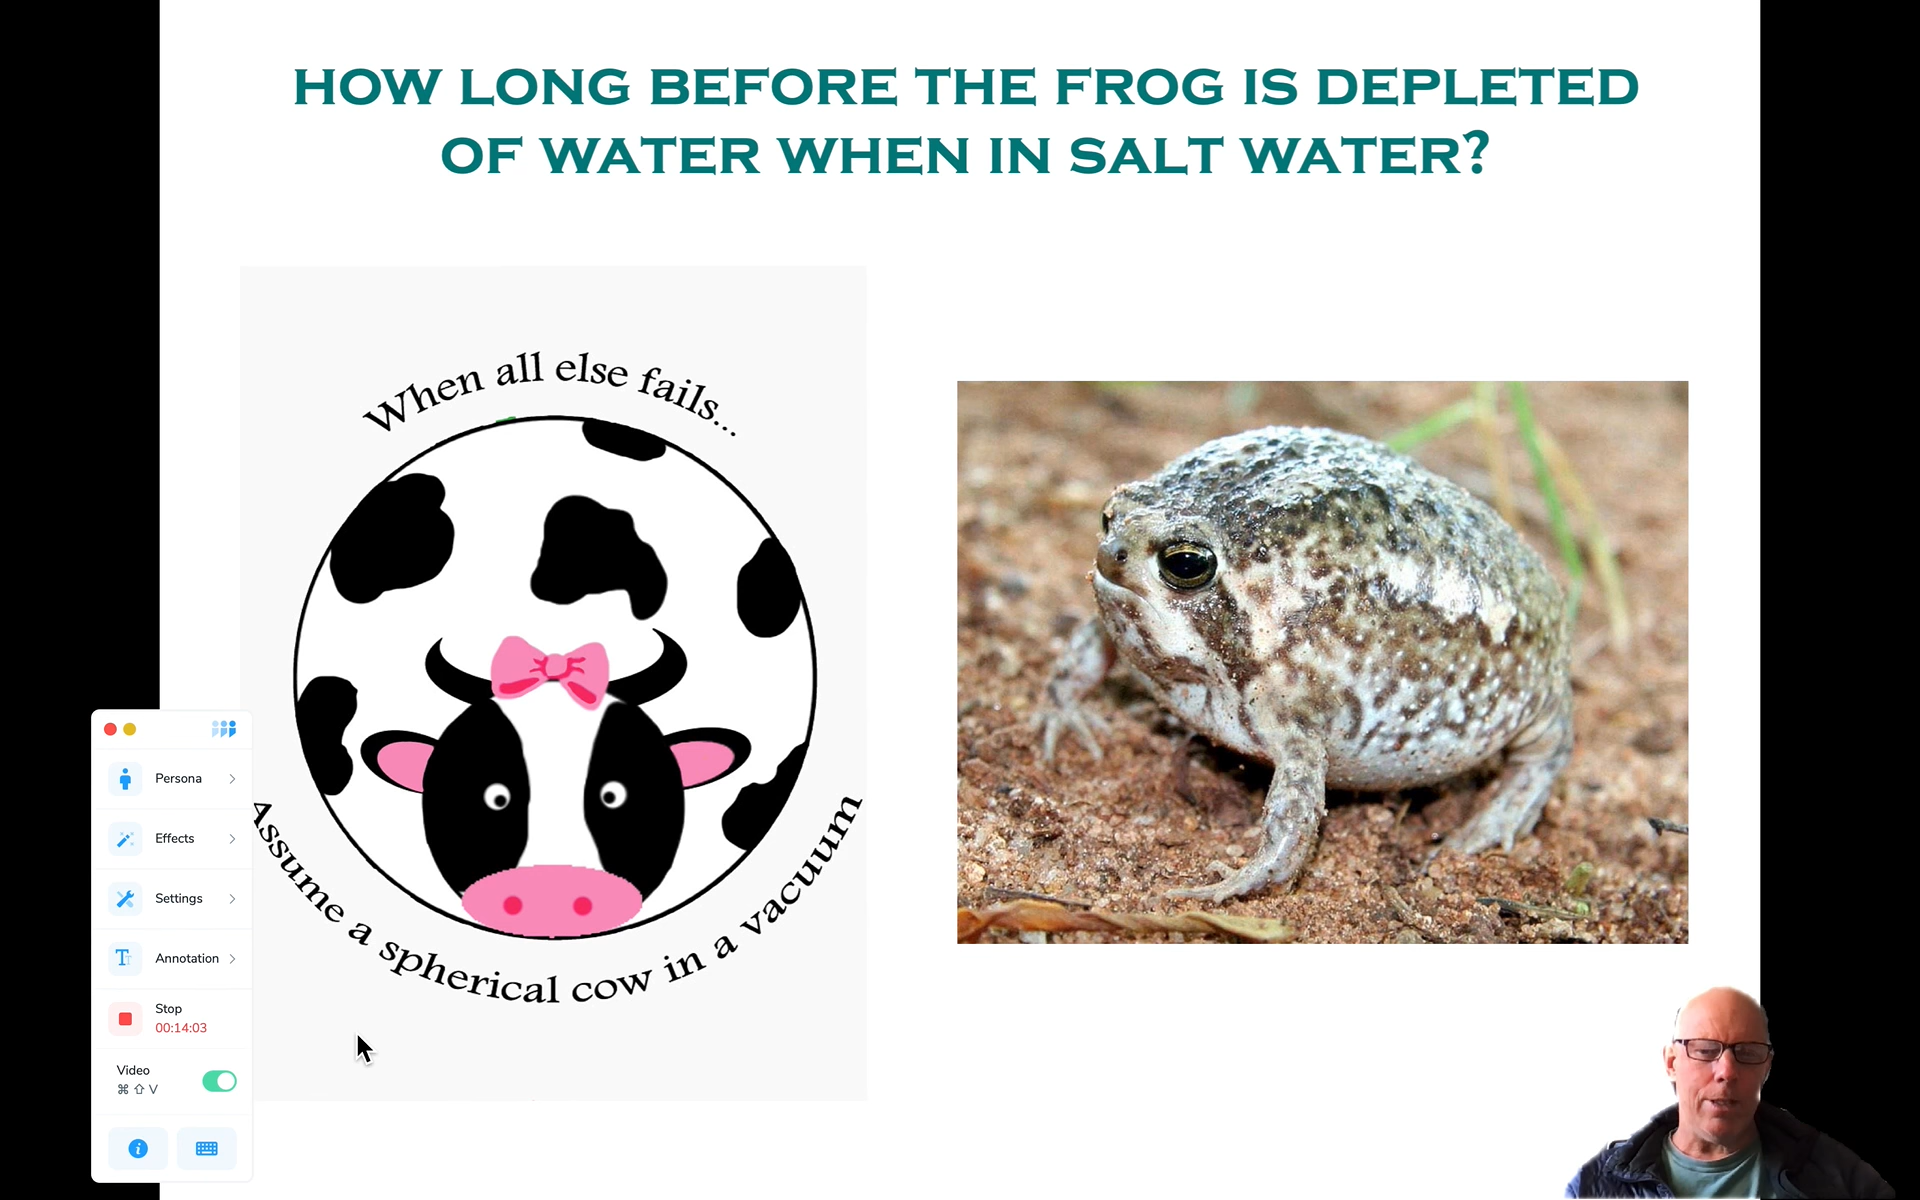 HOW LONG BEFORE THE FROG IS DEPLETED
OF WATER WHEN IN SALT WATER?
When all else fails...
Assume a spherical cow in a vacuum
Persona
Effects
Settings
Annotation
Stop
00:14:03
Video
⌘ ⇧ V